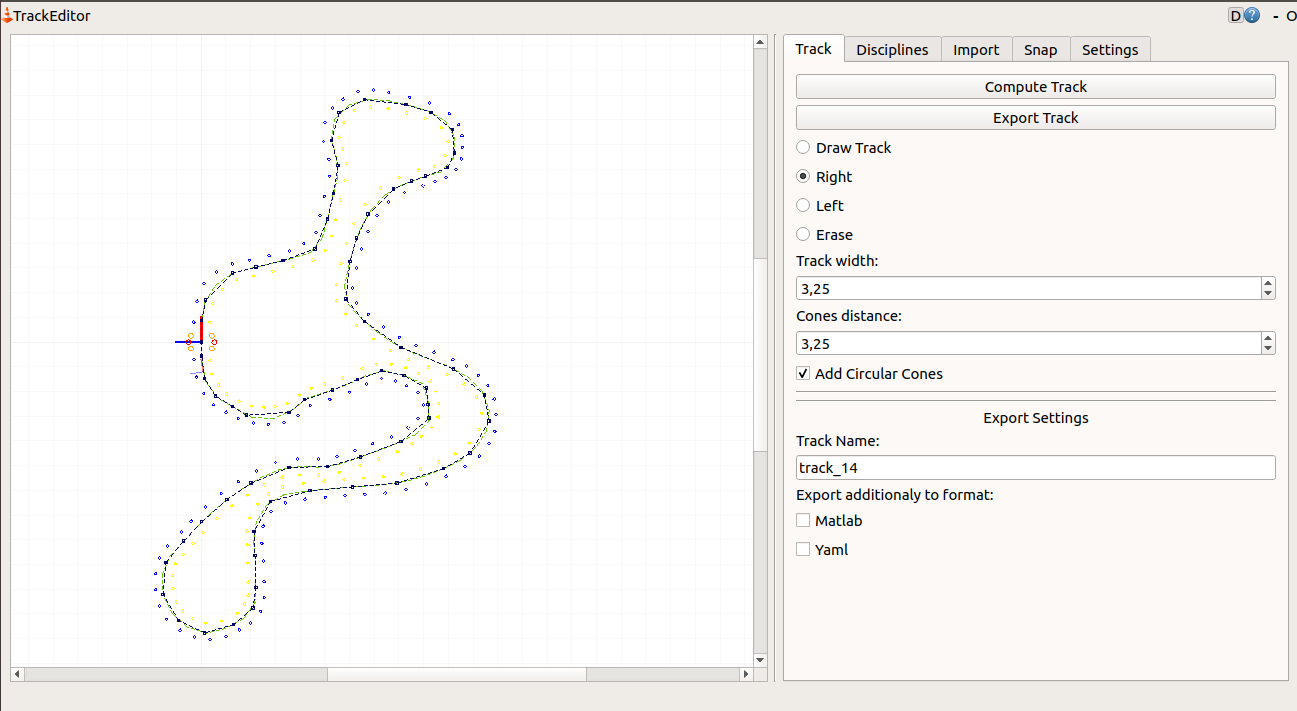 TrackEditor
D ? - O
Track Disciplines Import Snap Settings
Compute Track
Export Track
Draw Track
Right
Left
Erase
Track width:
3,25
Cones distance:
3,25
Add Circular Cones
Export Settings
Track Name:
track_14
Export additionaly to format:
Matlab
Yaml